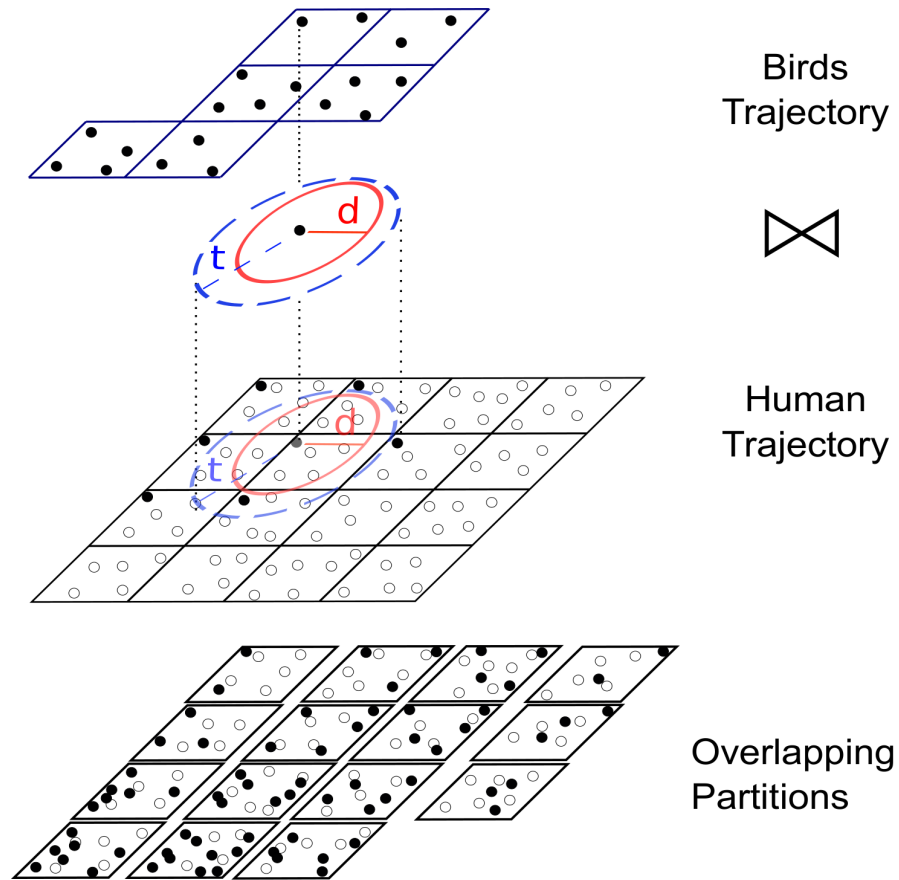 Birds
Trajectory
d
t
Human
Trajectory
d
t
Overlapping
Partitions